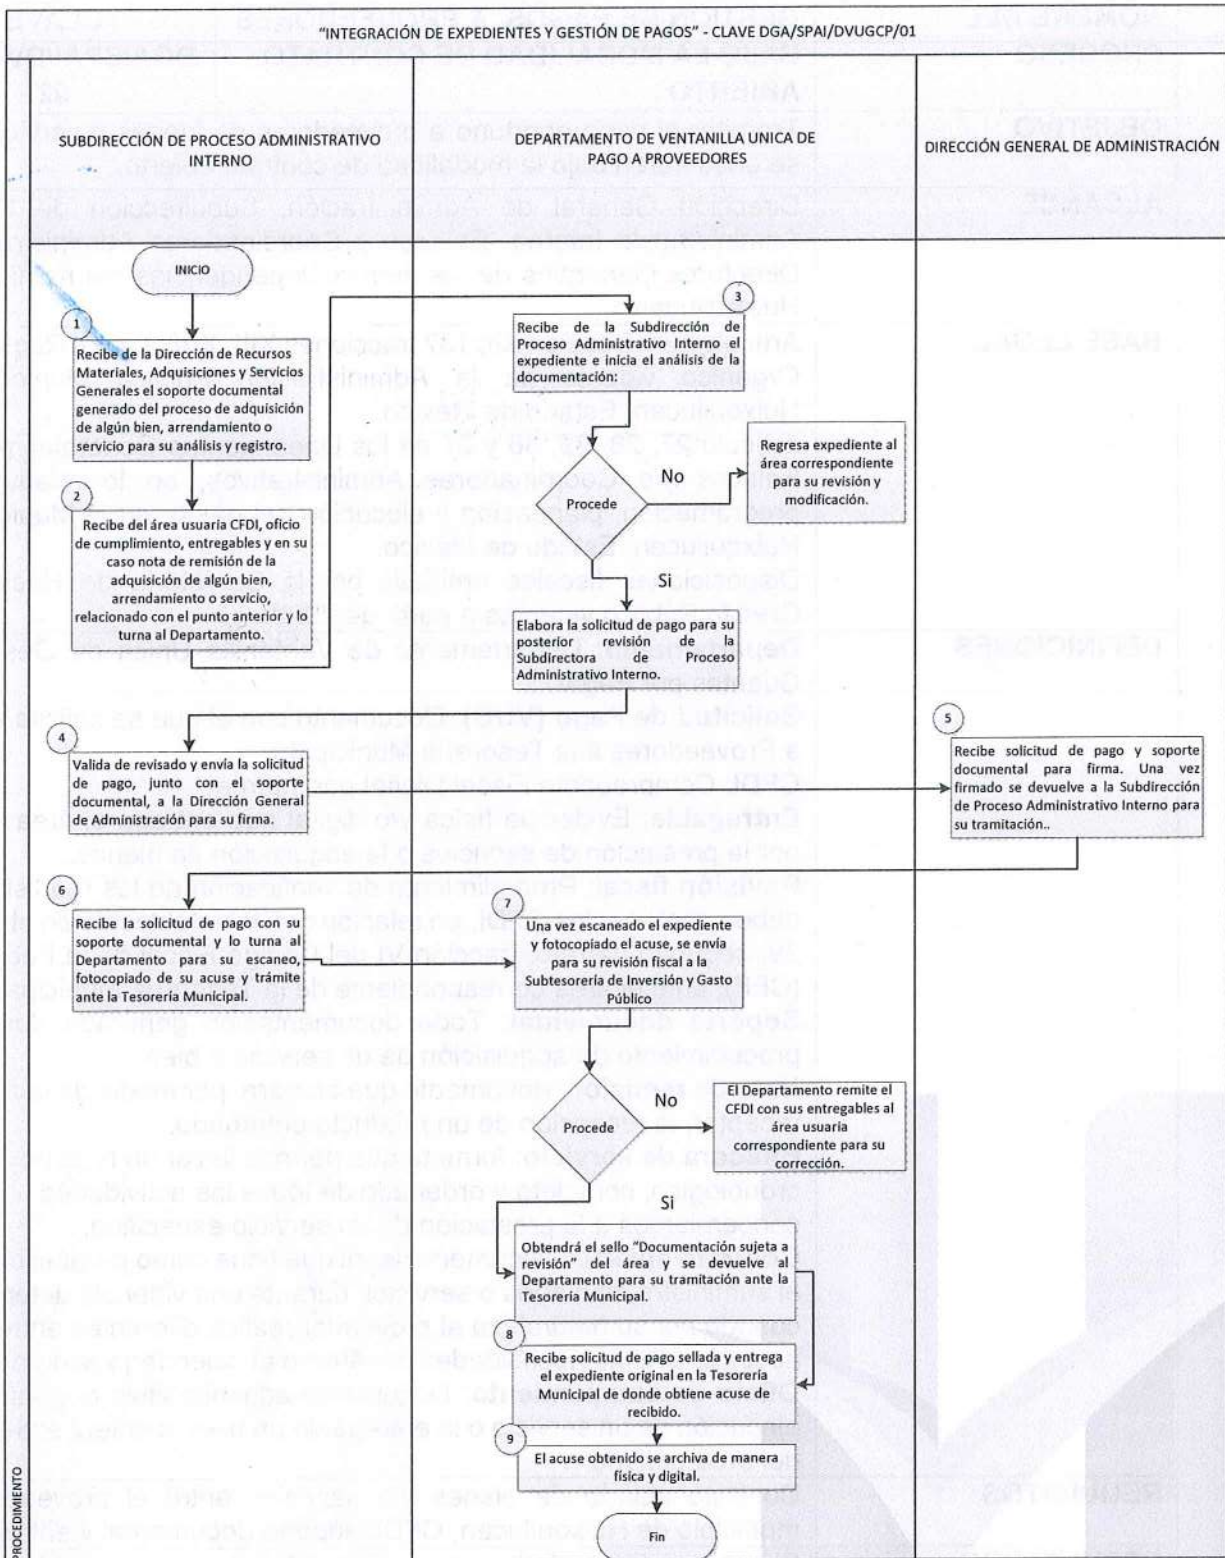 "INTEGRACIÓN DE EXPEDIENTES Y GESTIÓN DE PAGOS" - CLAVE DGA/SPAI/DVUGCP/01
SUBDIRECCIÓN DE PROCESO ADMINISTRATIVO
INTERNO
DEPARTAMENTO DE VENTANILLA UNICA DE
PAGO A PROVEEDORES
DIRECCIÓN GENERAL DE ADMINISTRACIÓN
INICIO
1
Recibe de la Dirección de Recursos
Materiales, Adquisiciones y Servicios
Generales el soporte documental
generado del proceso de adquisición
de algún bien, arrendamiento o
servicio para su análisis y registro.
2
Recibe del área usuaria CFDI, oficio
de cumplimiento, entregables y en su
caso nota de remisión de la
adquisición de algún bien,
arrendamiento o servicio,
relacionado con el punto anterior y lo
turna al Departamento.
3
Recibe de la Subdirección de
Proceso Administrativo Interno el
expediente e inicia el análisis de la
documentación:
Procede
No
Regresa expediente al
área correspondiente
para su revisión y
modificación.
Si
Elabora la solicitud de pago para su
posterior revisión de la
Subdirectora de Proceso
Administrativo Interno.
4
Valida de revisado y envía la solicitud
de pago, junto con el soporte
documental, a la Dirección General
de Administración para su firma.
5
Recibe solicitud de pago y soporte
documental para firma. Una vez
firmado se devuelve a la Subdirección
de Proceso Administrativo Interno para
su tramitación..
6
Recibe la solicitud de pago con su
soporte documental y lo turna al
Departamento para su escaneo,
fotocopiado de su acuse y trámite
ante la Tesorería Municipal.
7
Una vez escaneado el expediente
y fotocopiado el acuse, se envía
para su revisión fiscal a la
Subtesorería de Inversión y Gasto
Público
Procede
No
El Departamento remite el
CFDI con sus entregables al
área usuaria
correspondiente para su
corrección.
Si
Obtendrá el sello "Documentación sujeta a
revisión" del área y se devuelve al
Departamento para su tramitación ante la
Tesorería Municipal.
8
Recibe solicitud de pago sellada y entrega
el expediente original en la Tesorería
Municipal de donde obtiene acuse de
recibido.
9
El acuse obtenido se archiva de manera
física y digital.
Fin
PROCEDIMIENTO